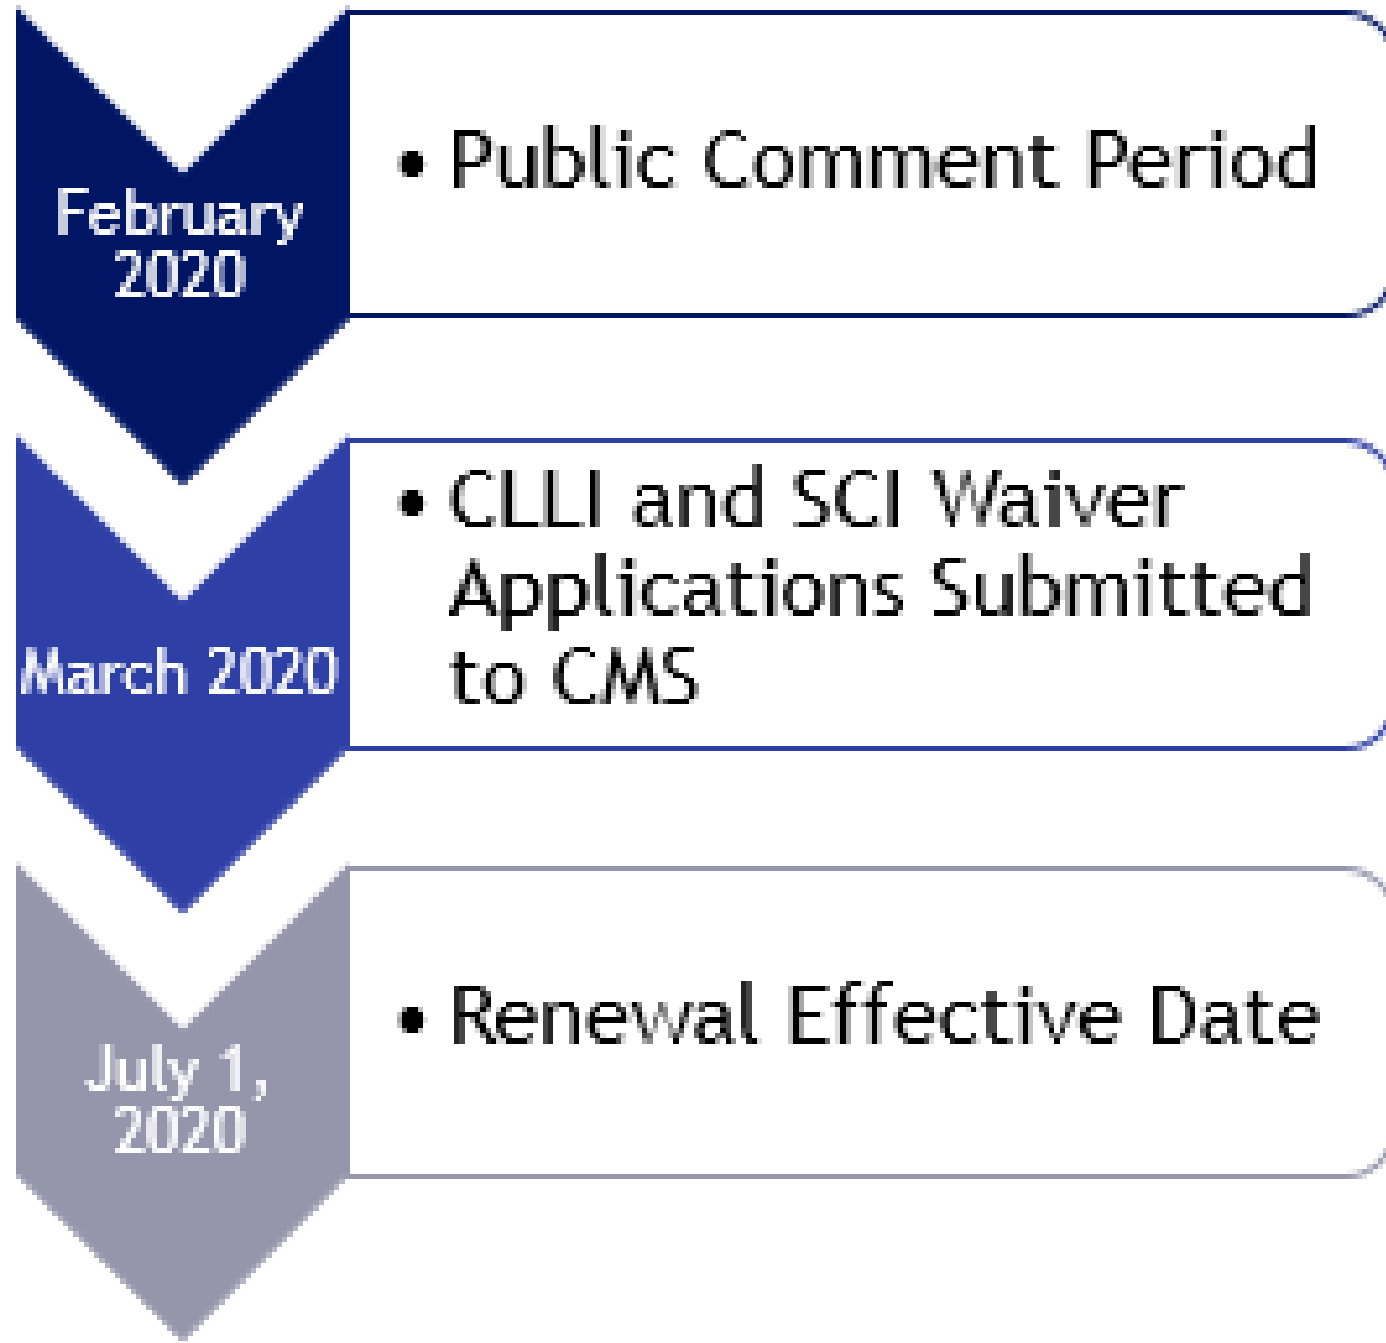 February
2020
• Public Comment Period
March 2020
• CLLI and SCI Waiver
Applications Submitted
to CMS
July 1,
2020
• Renewal Effective Date